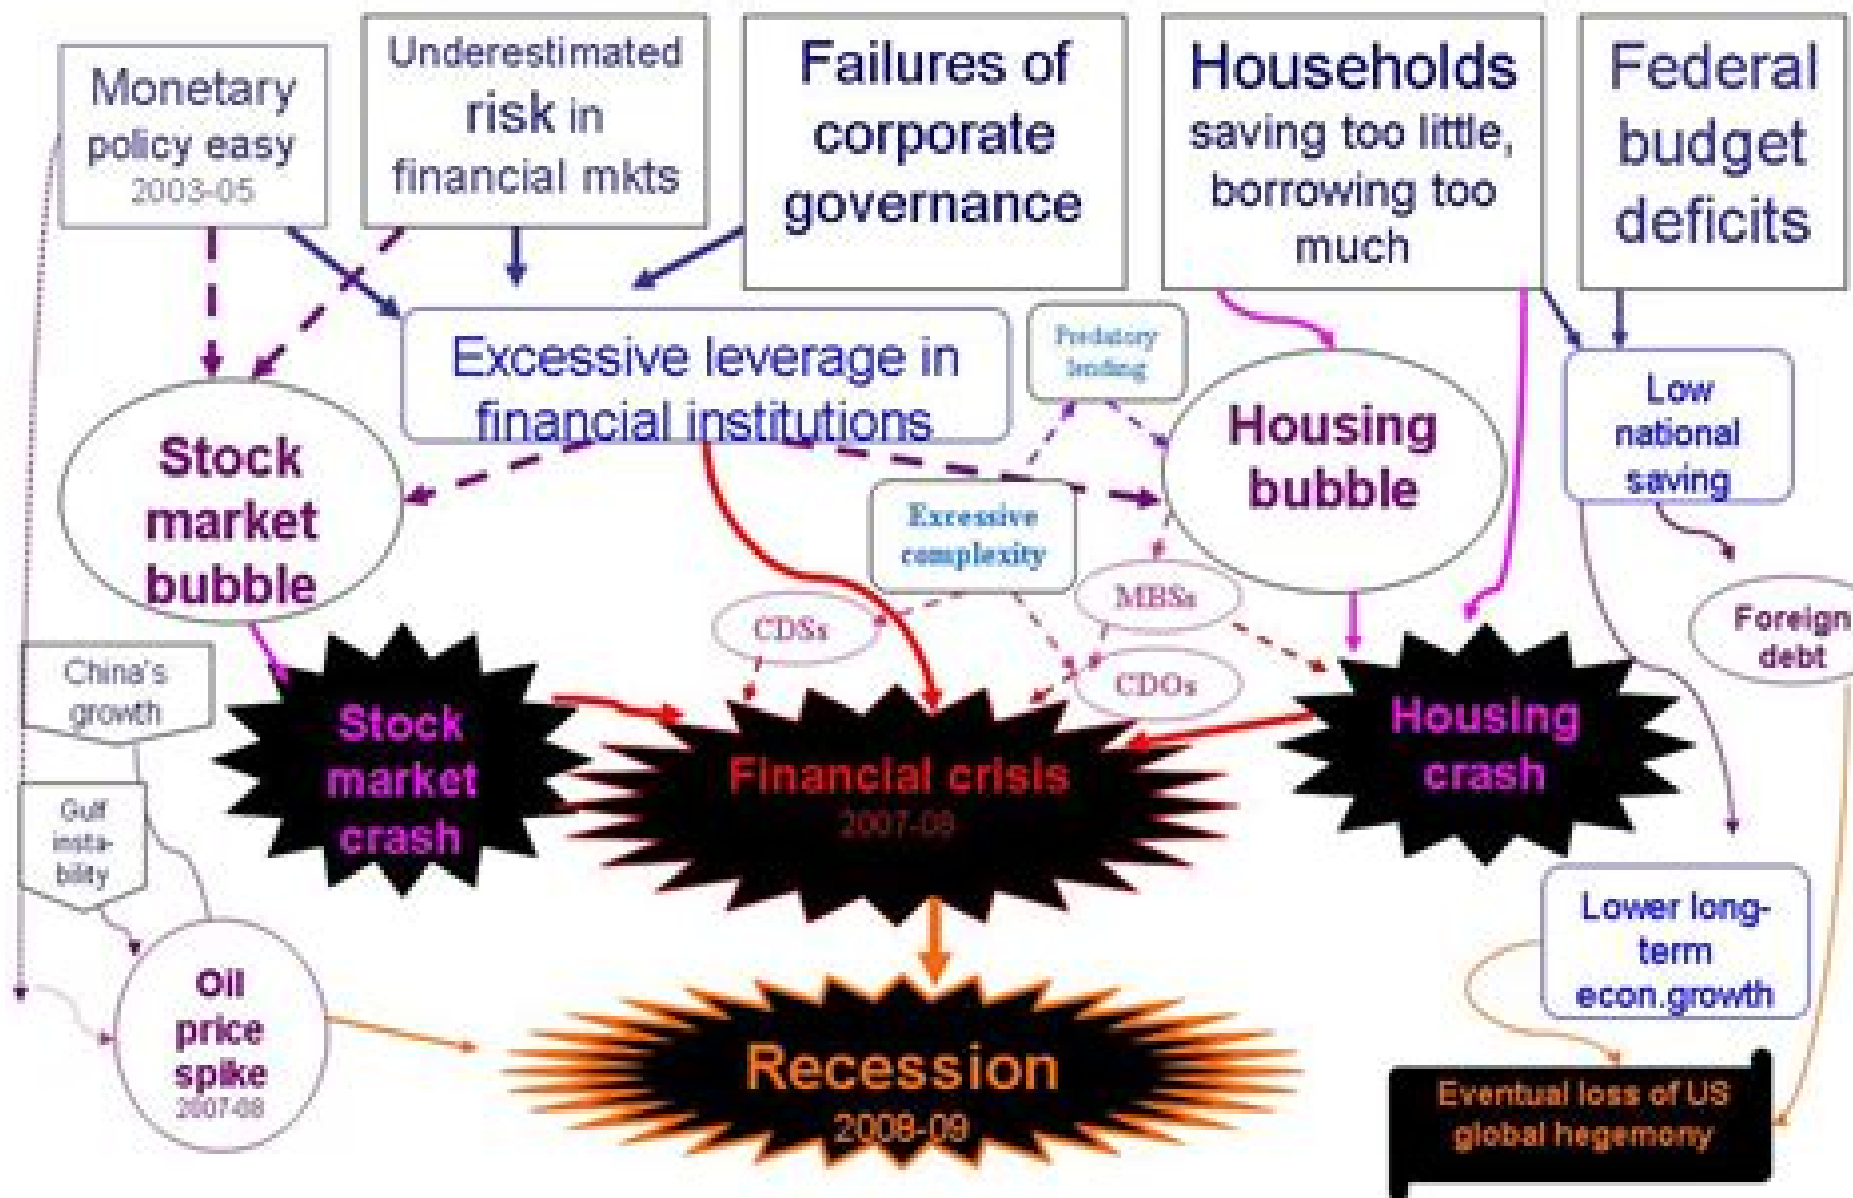 Monetary
policy easy
2003-05
Underestimated
risk in
financial mkts
Failures of
corporate
governance
Households
saving too little,
borrowing too
much
Federal
budget
deficits
Excessive leverage in
financial institutions
Predatory
lending
Housing
bubble
Low
national
saving
Stock
market
bubble
Excessive
complexity
MBSs
CDSs
CDOs
Foreign
debt
China's
growth
Stock
market
crash
Financial crisis
2007-08
Housing
crash
Gulf
insta-
bility
Lower long-
term
econ.growth
Oil
price
spike
2007-08
Recession
2008-09
Eventual loss of US
global hegemony